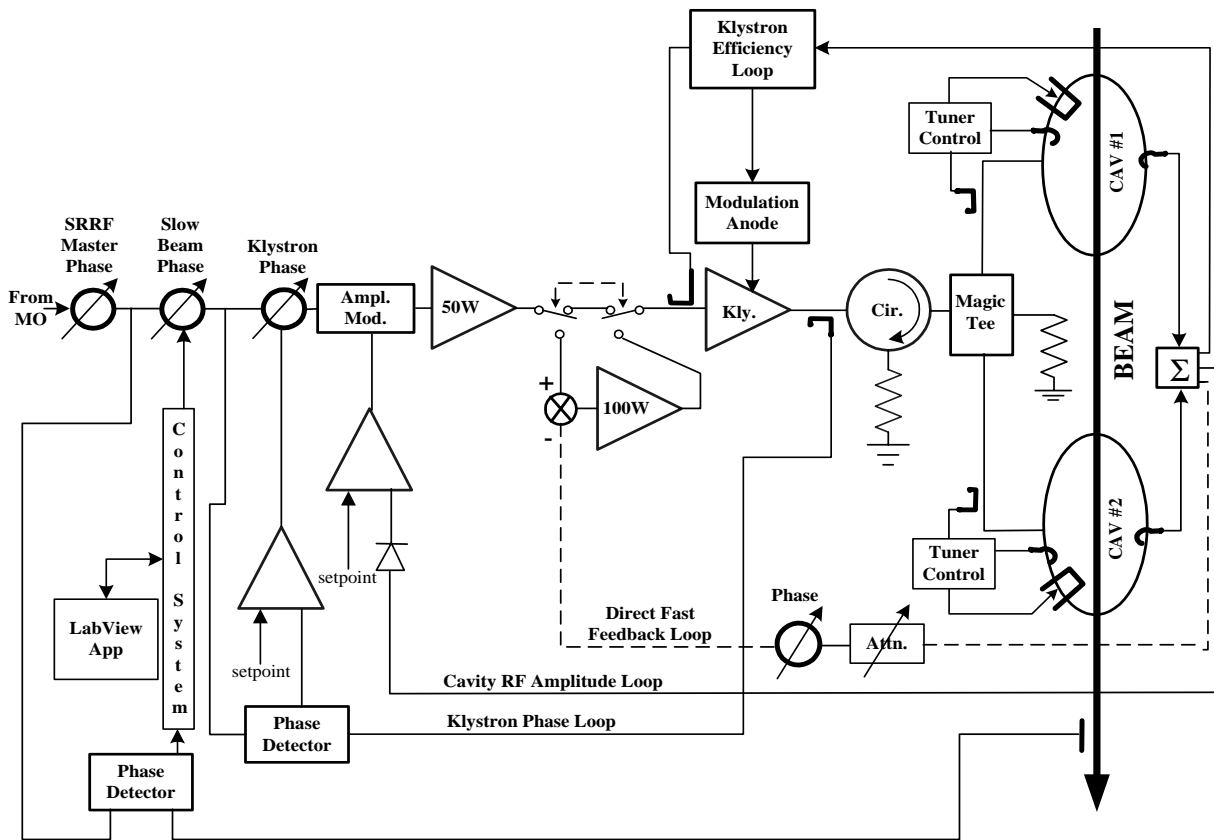 Klystron
Efficiency
Loop
Tuner
Control
CAV #1
Modulation
Anode
SRRF
Master
Phase
Slow
Beam
Phase
Klystron
Phase
From
MO
Ampl.
Mod.
50W
Kly.
Cir.
Magic
Tee
BEAM
Σ
+
-
100W
Control System
setpoint
setpoint
CAV #2
Tuner
Control
LabView
App
Direct Fast
Feedback Loop
Phase
Attn.
Cavity RF Amplitude Loop
Klystron Phase Loop
Phase
Detector
Phase
Detector